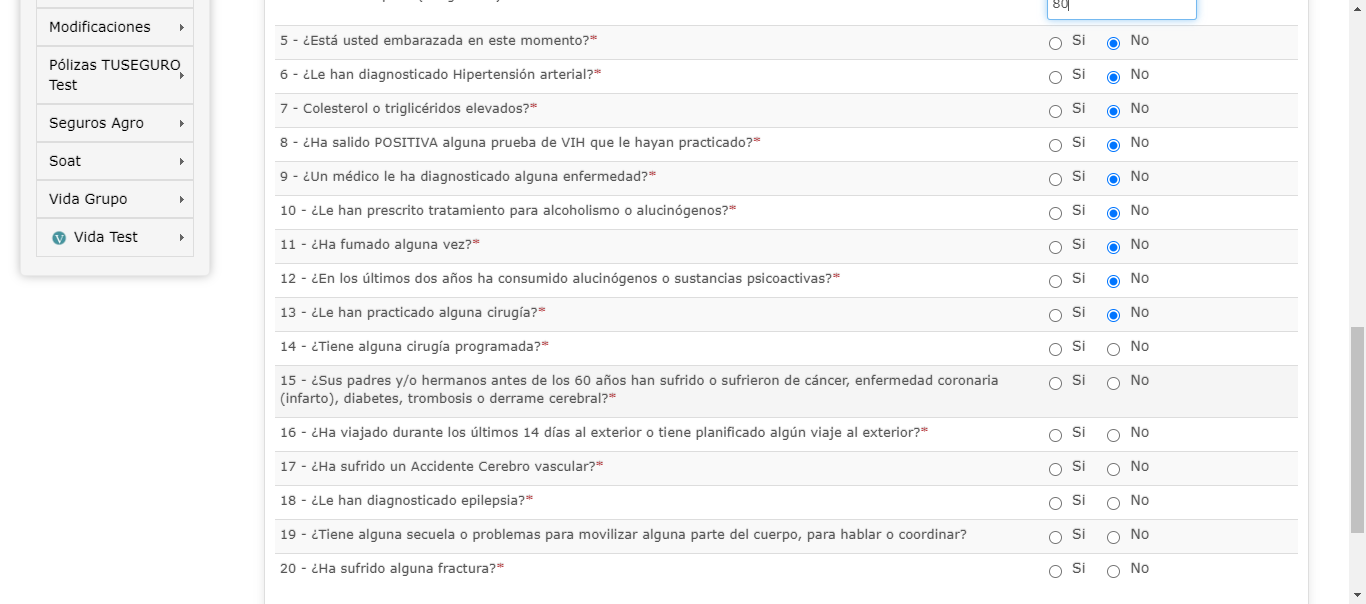 Modificaciones
Pólizas TUSEGURO
Test
Seguros Agro
Soat
Vida Grupo
V Vida Test
80
5 - ¿Está usted embarazada en este momento?* Si No
6 - ¿Le han diagnosticado Hipertensión arterial?* Si No
7 - Colesterol o triglicéridos elevados?* Si No
8 - ¿Ha salido POSITIVA alguna prueba de VIH que le hayan practicado?* Si No
9 - ¿Un médico le ha diagnosticado alguna enfermedad?* Si No
10 - ¿Le han prescrito tratamiento para alcoholismo o alucinógenos?* Si No
11 - ¿Ha fumado alguna vez?* Si No
12 - ¿En los últimos dos años ha consumido alucinógenos o sustancias psicoactivas?* Si No
13 - ¿Le han practicado alguna cirugía?* Si No
14 - ¿Tiene alguna cirugía programada?* Si No
15 - ¿Sus padres y/o hermanos antes de los 60 años han sufrido o sufrieron de cáncer, enfermedad coronaria Si No
(infarto), diabetes, trombosis o derrame cerebral?*
16 - ¿Ha viajado durante los últimos 14 días al exterior o tiene planificado algún viaje al exterior?* Si No
17 - ¿Ha sufrido un Accidente Cerebro vascular?* Si No
18 - ¿Le han diagnosticado epilepsia?* Si No
19 - ¿Tiene alguna secuela o problemas para movilizar alguna parte del cuerpo, para hablar o coordinar? Si No
20 - ¿Ha sufrido alguna fractura?* Si No